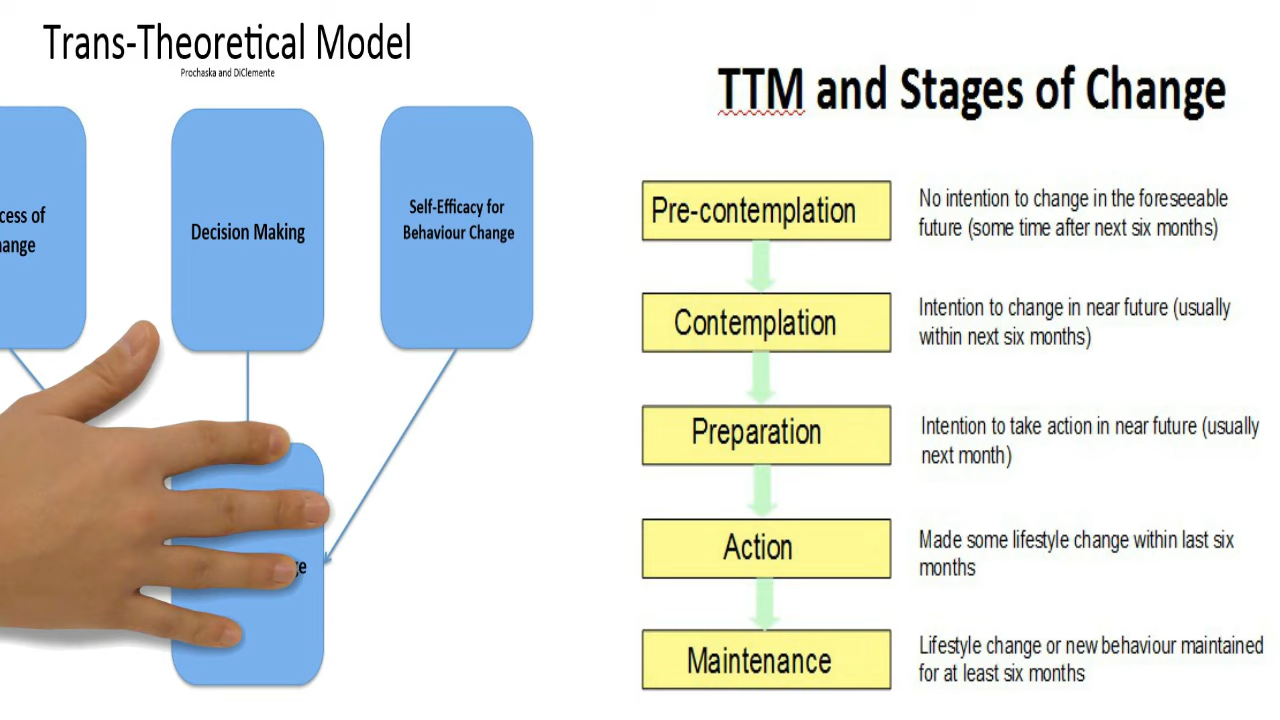 Trans-Theoretical Model
Prochaska and DiClemente
of
Decision Making
Self-Efficacy for
Behaviour Change
TTM and Stages of Change
Pre-contemplation
No intention to change in the foreseeable
future (some time after next six months)
Contemplation
Intention to change in near future (usually
within next six months)
Preparation
Intention to take action in near future (usually
next month)
Action
Made some lifestyle change within last six
months
Maintenance
Lifestyle change or new behaviour maintained
for at least six months